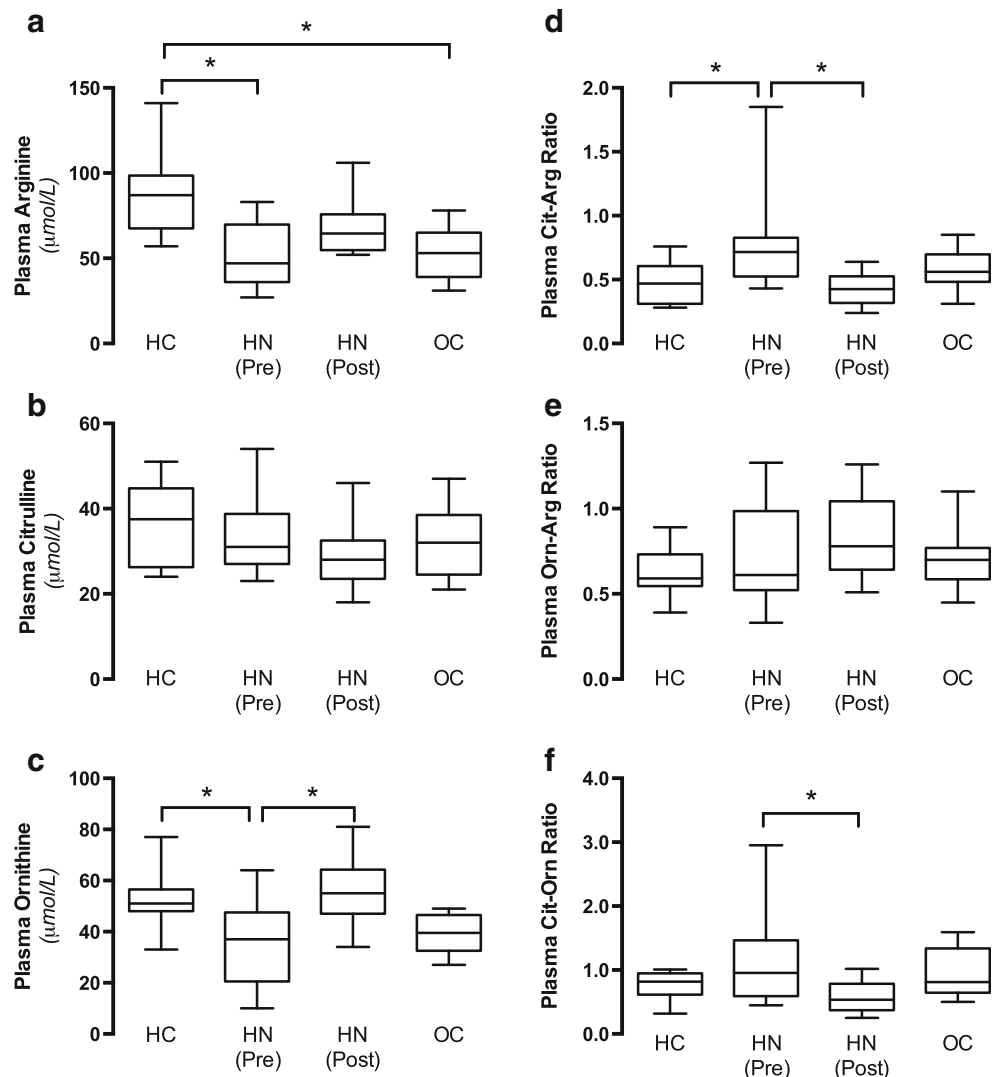 a
*
*
150
100
50
0
Plasma Arginine
(μmol/L)
HC
HN
(Pre)
HN
(Post)
OC
b
60
40
20
0
Plasma Citrulline
(μmol/L)
HC
HN
(Pre)
HN
(Post)
OC
c
*
*
100
80
60
40
20
0
Plasma Ornithine
(μmol/L)
HC
HN
(Pre)
HN
(Post)
OC
d
*
*
2.0
1.5
1.0
0.5
0.0
Plasma Cit-Arg Ratio
HC
HN
(Pre)
HN
(Post)
OC
e
1.5
1.0
0.5
0.0
Plasma Orn-Arg Ratio
HC
HN
(Pre)
HN
(Post)
OC
f
*
4.0
3.0
2.0
1.0
0.0
Plasma Cit-Orn Ratio
HC
HN
(Pre)
HN
(Post)
OC